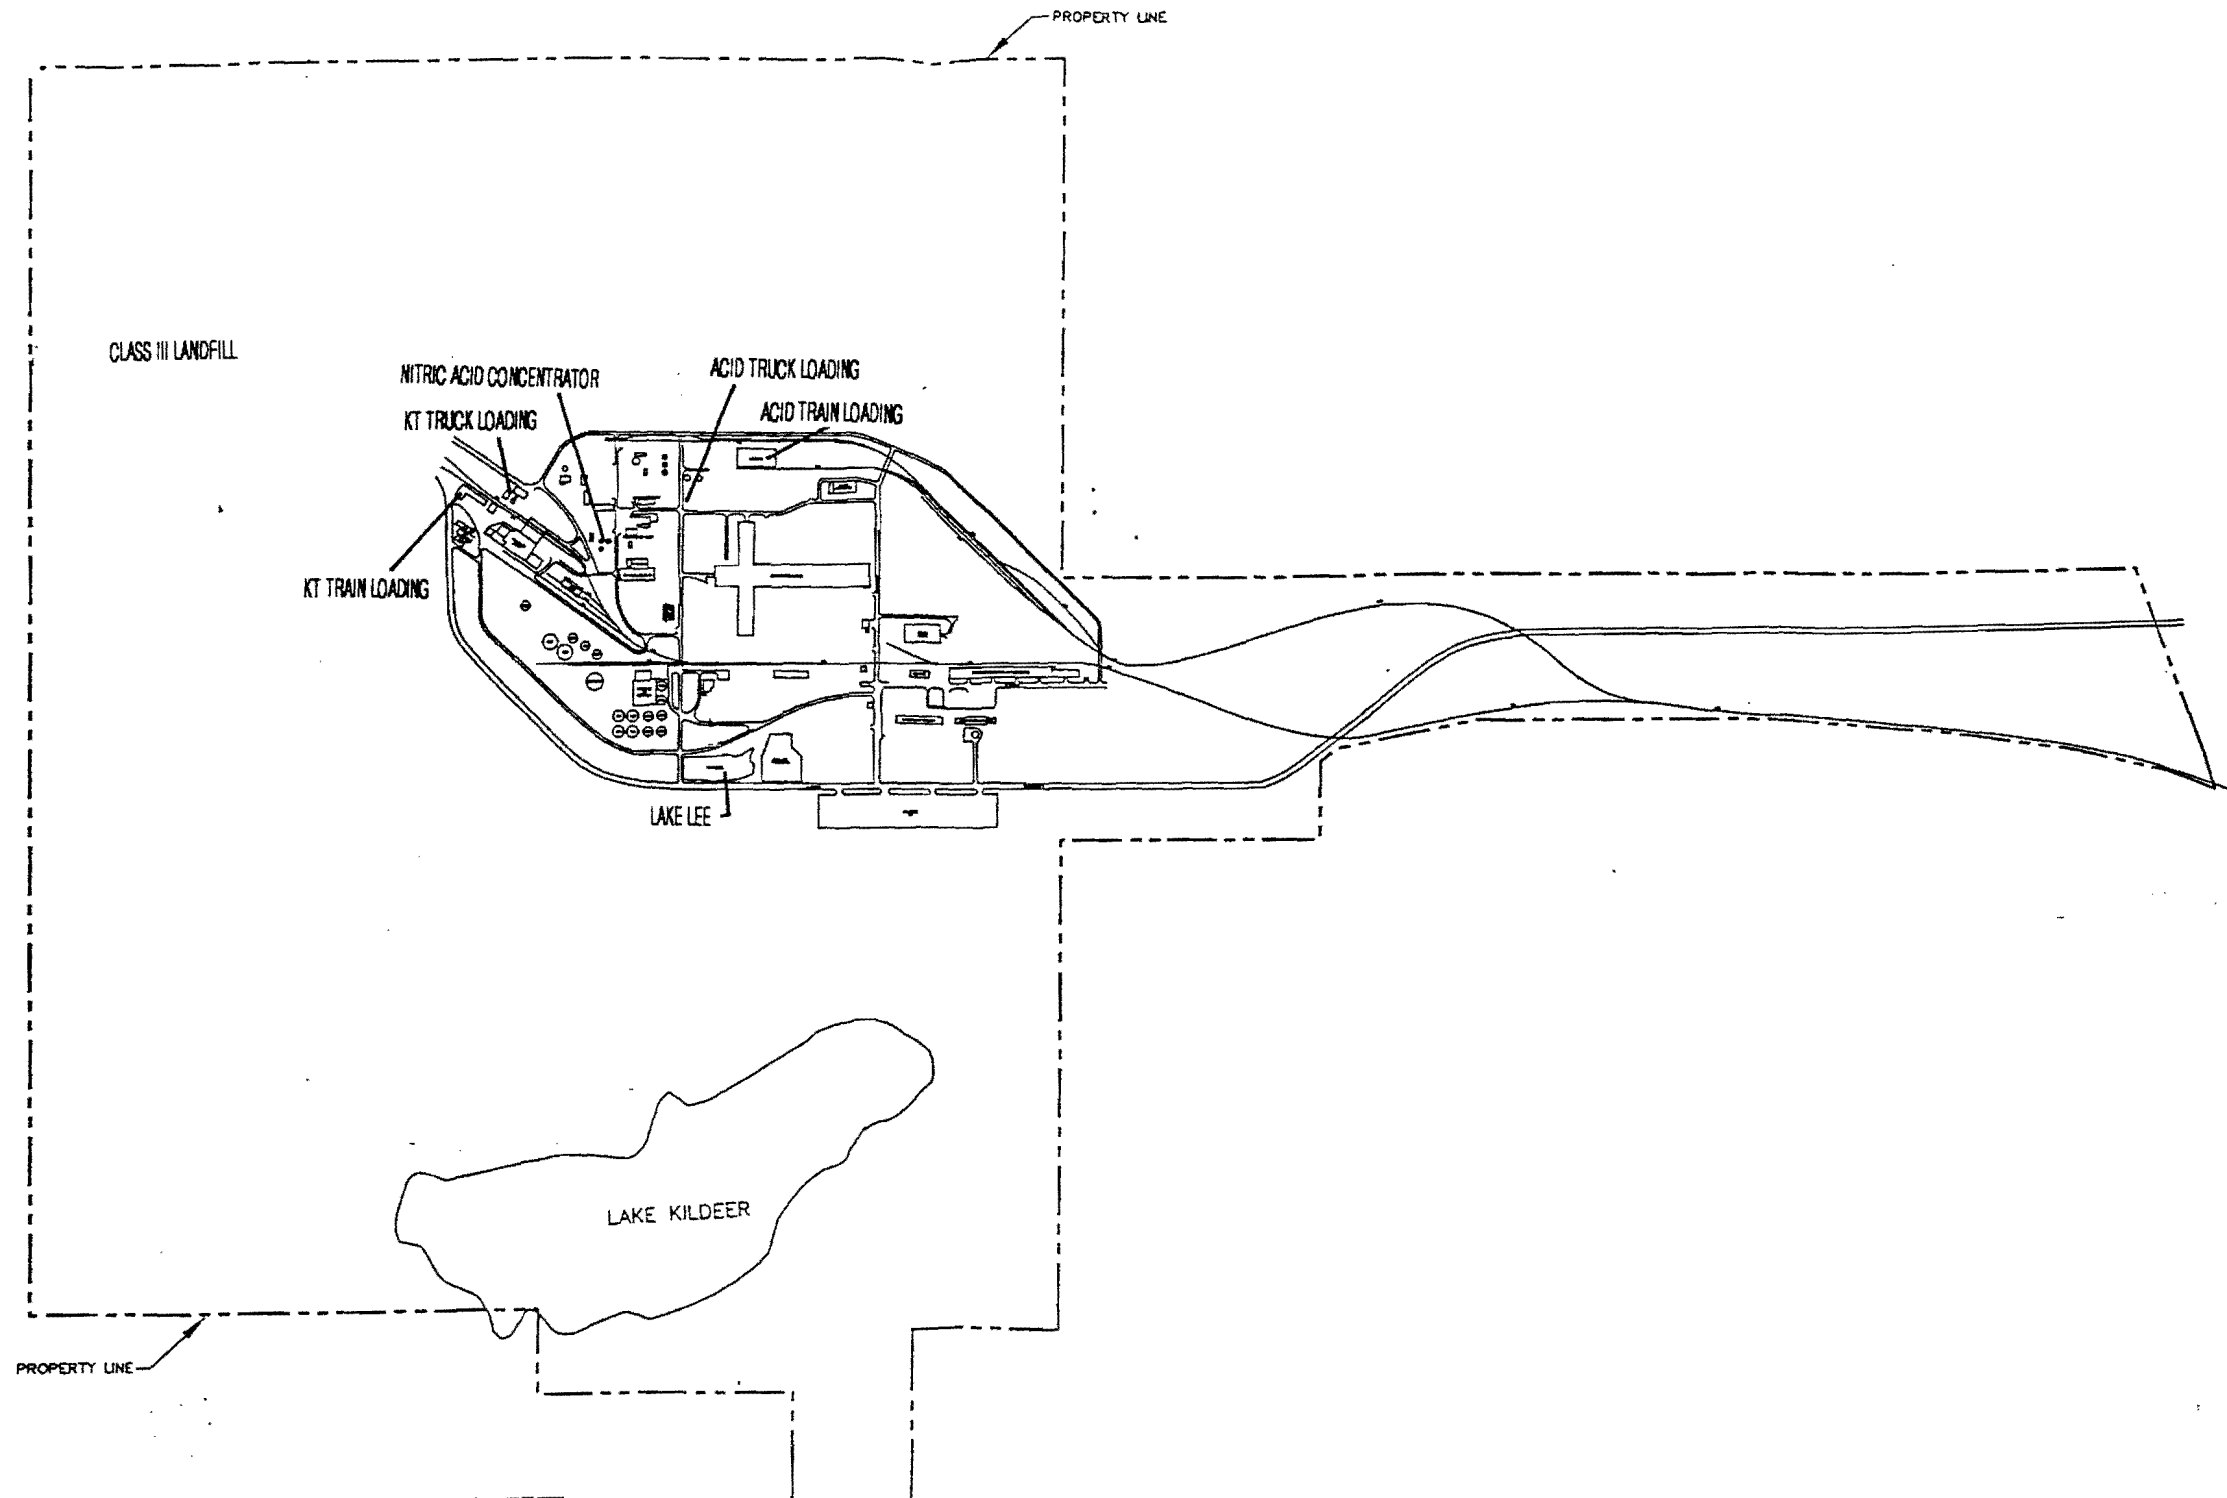 PROPERTY LINE
CLASS III LANDFILL
NITRIC ACID CONCENTRATOR
ACID TRUCK LOADING
KT TRUCK LOADING
ACID TRAIN LOADING
KT TRAIN LOADING
LAKE LEE
LAKE KILDEER
PROPERTY LINE